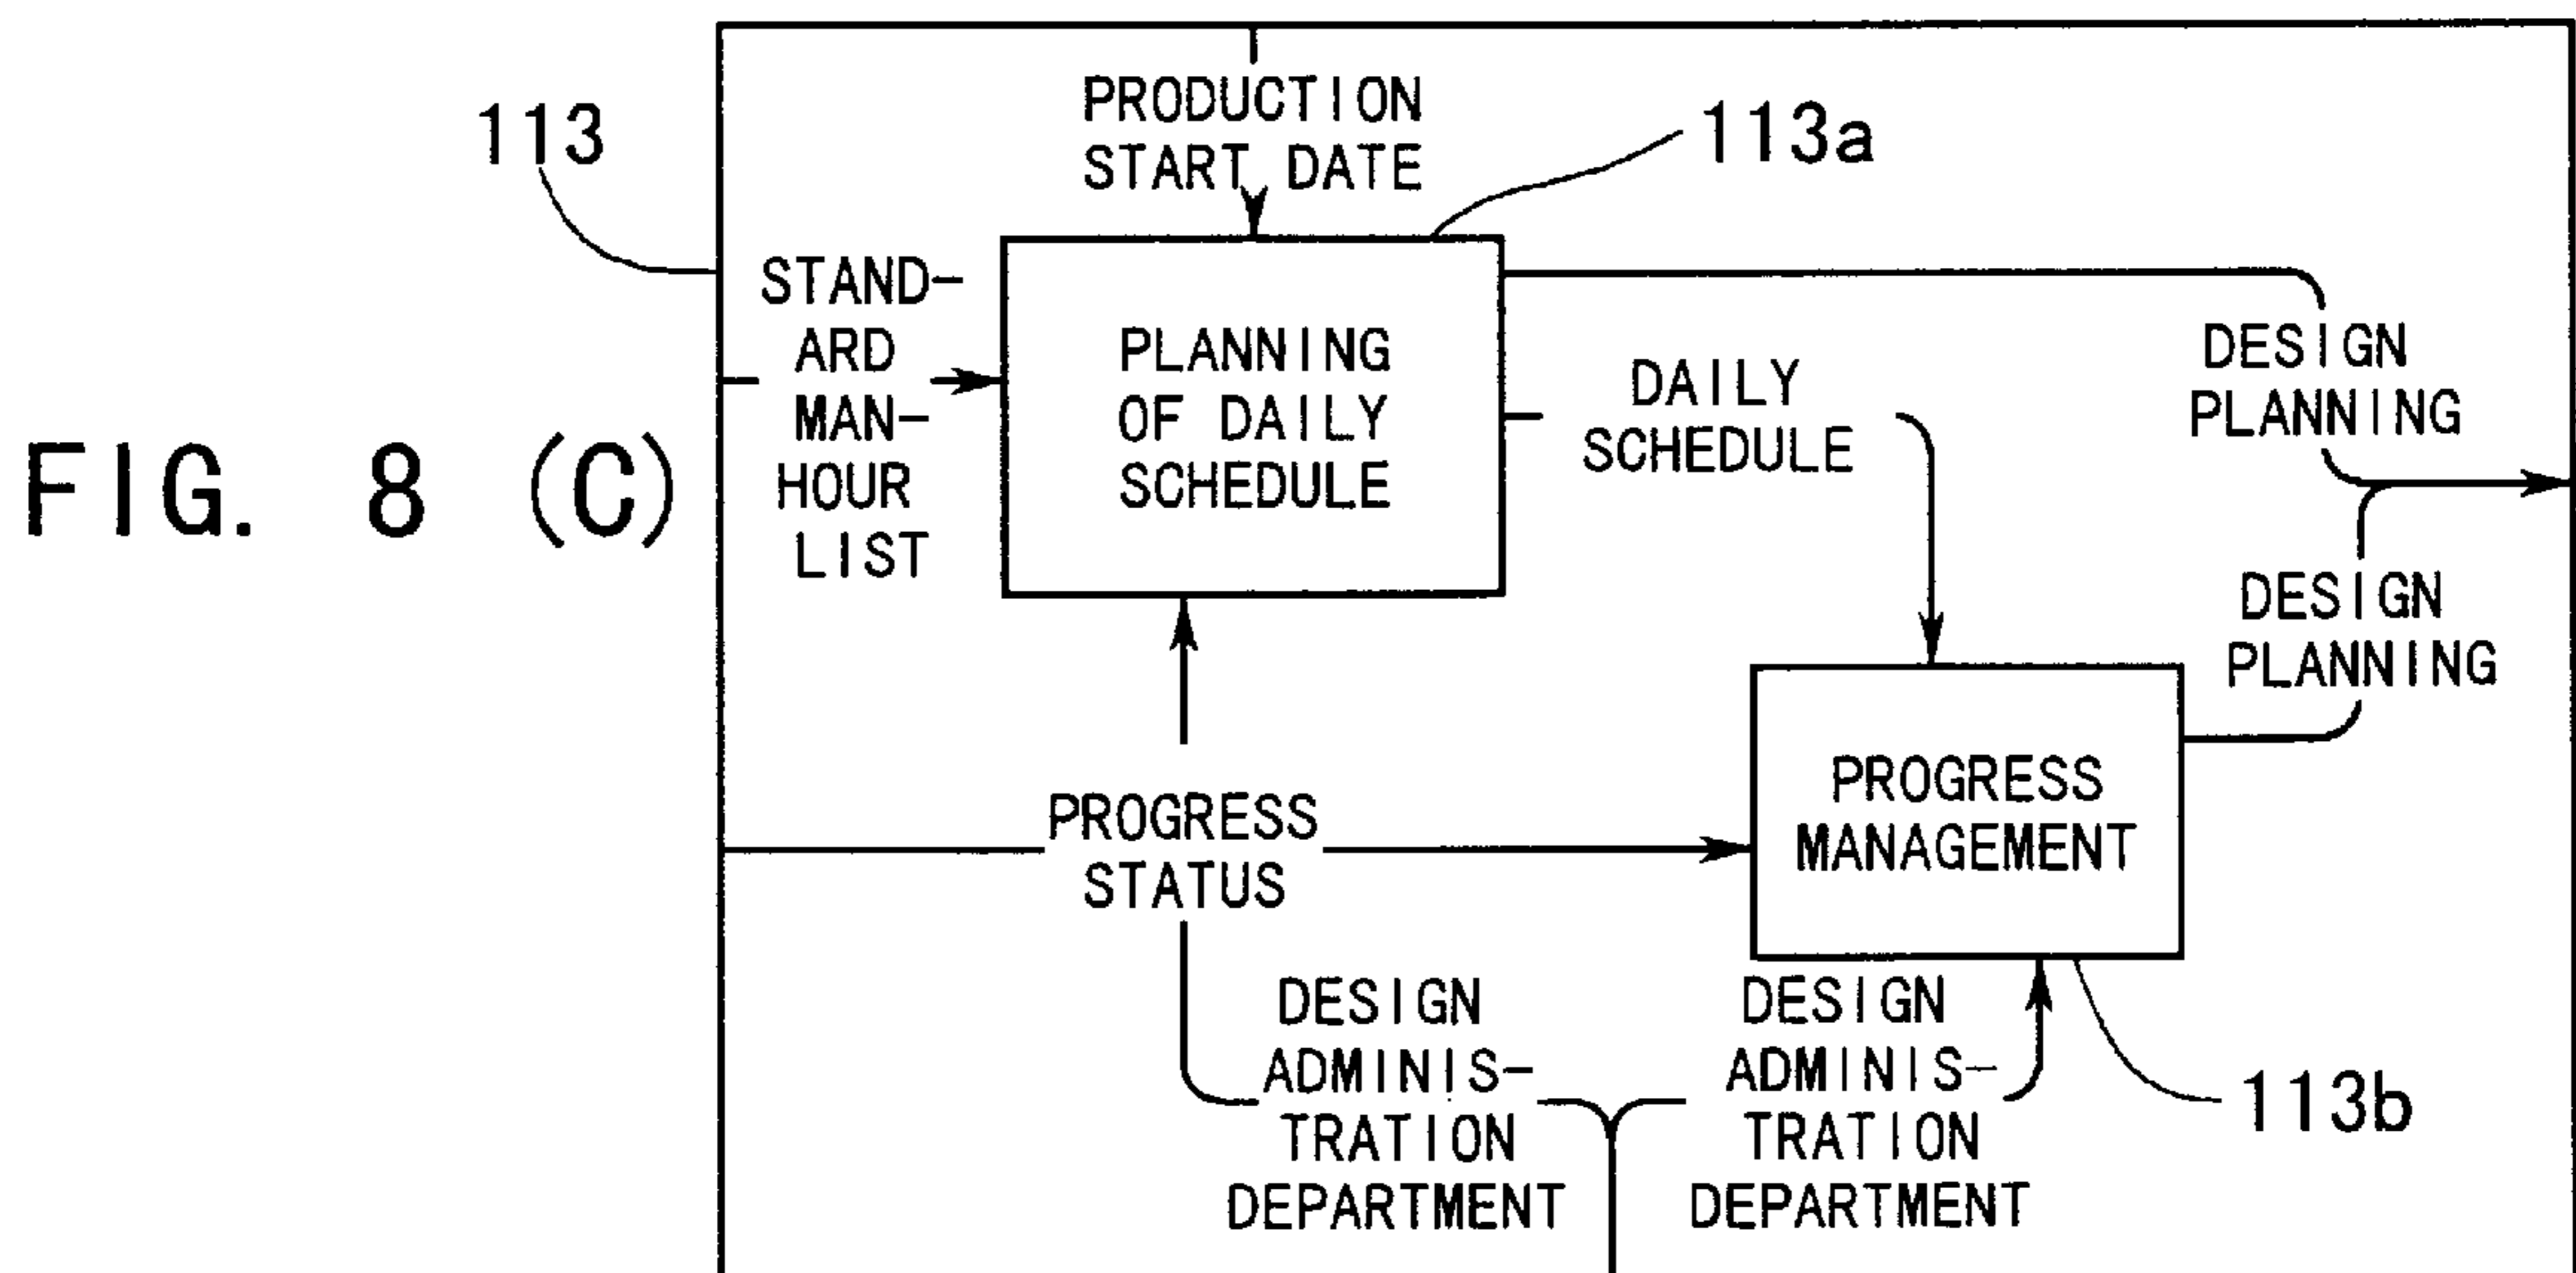 FIG. 8 (C)
113
PRODUCTION
START DATE
113a
STAND-
ARD
MAN-
HOUR
LIST
PLANNING
OF DAILY
SCHEDULE
DAILY
SCHEDULE
DESIGN
PLANNING
DESIGN
PLANNING
PROGRESS
STATUS
PROGRESS
MANAGEMENT
DESIGN
ADMINIS-
TRATION
DEPARTMENT
DESIGN
ADMINIS-
TRATION
DEPARTMENT
113b